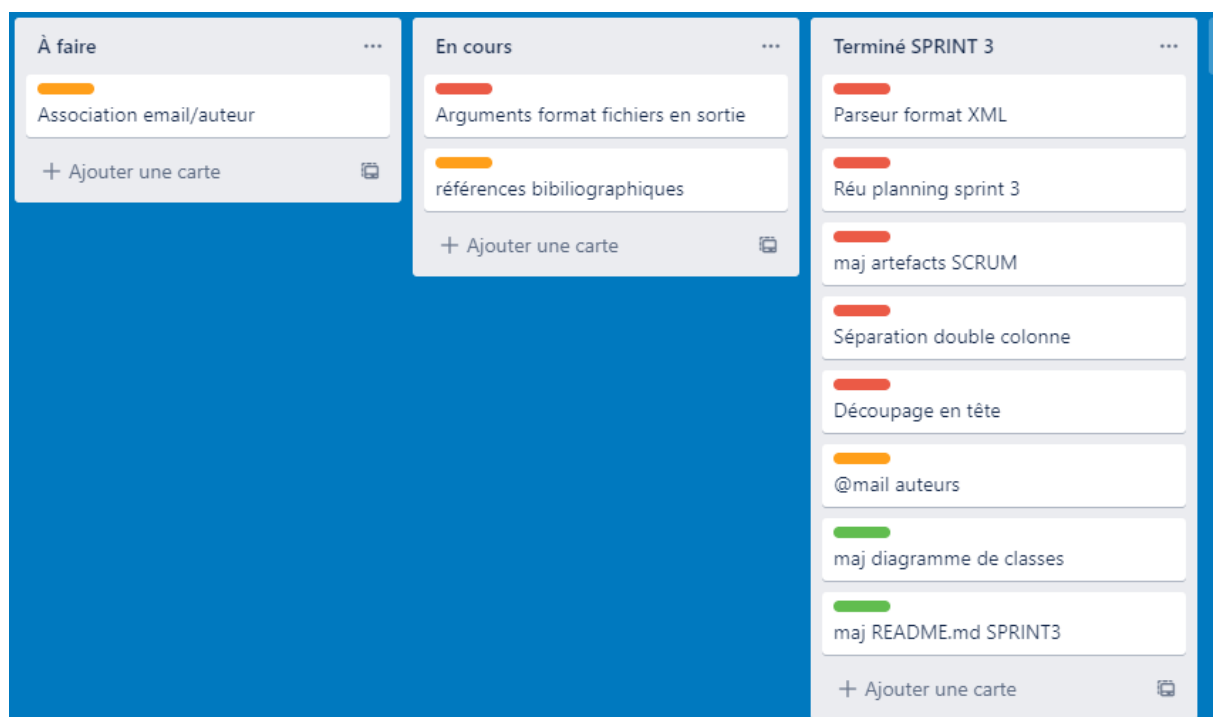 À faire
Association email/auteur
Ajouter une carte
En cours
Arguments format fichiers en sortie
références bibiliographiques
Ajouter une carte
Terminé SPRINT 3
Parseur format XML
Réu planning sprint 3
maj artefacts SCRUM
Séparation double colonne
Découpage en tête
@mail auteurs
maj diagramme de classes
maj README.md SPRINT3
Ajouter une carte